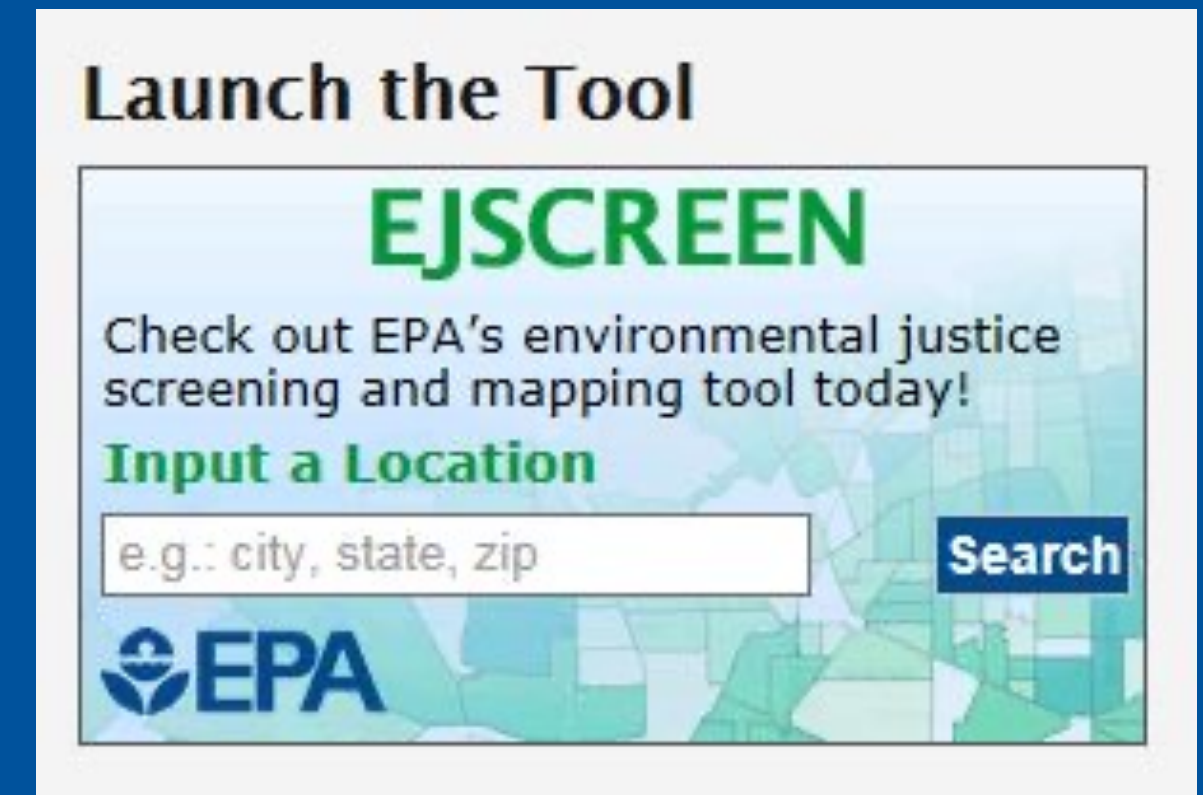 Launch the Tool
EJSCREEN
Check out EPA’s environmental justice
screening and mapping tool today!
Input a Location
e.g.: city, state, zip
Search
EPA